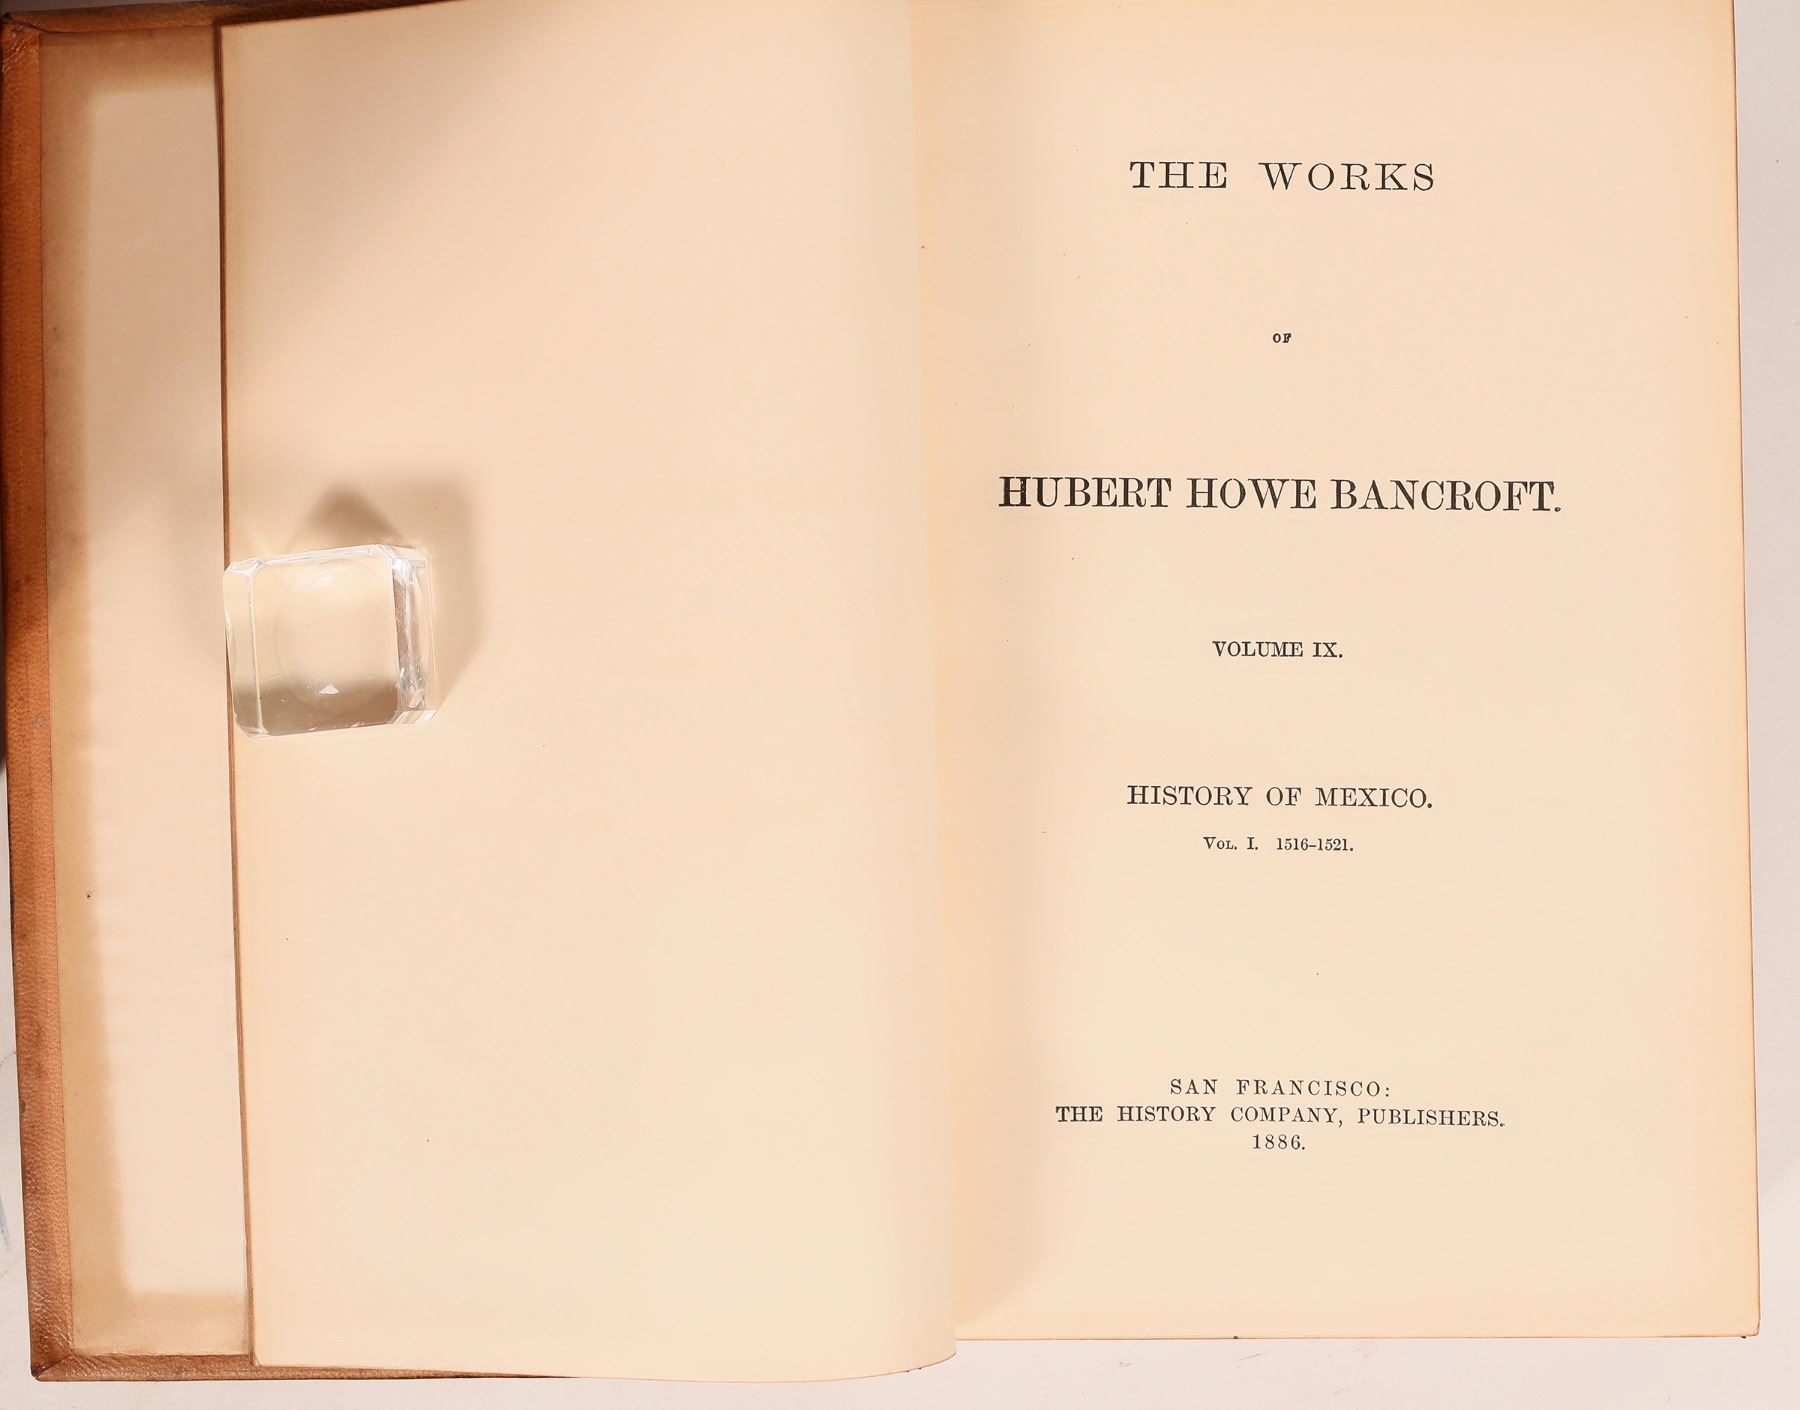 THE WORKS
OF
HUBERT HOWE BANCROFT.
VOLUME IX.
HISTORY OF MEXICO.
VOL. I. 1516–1521.
SAN FRANCISCO:
THE HISTORY COMPANY, PUBLISHERS.
1886.